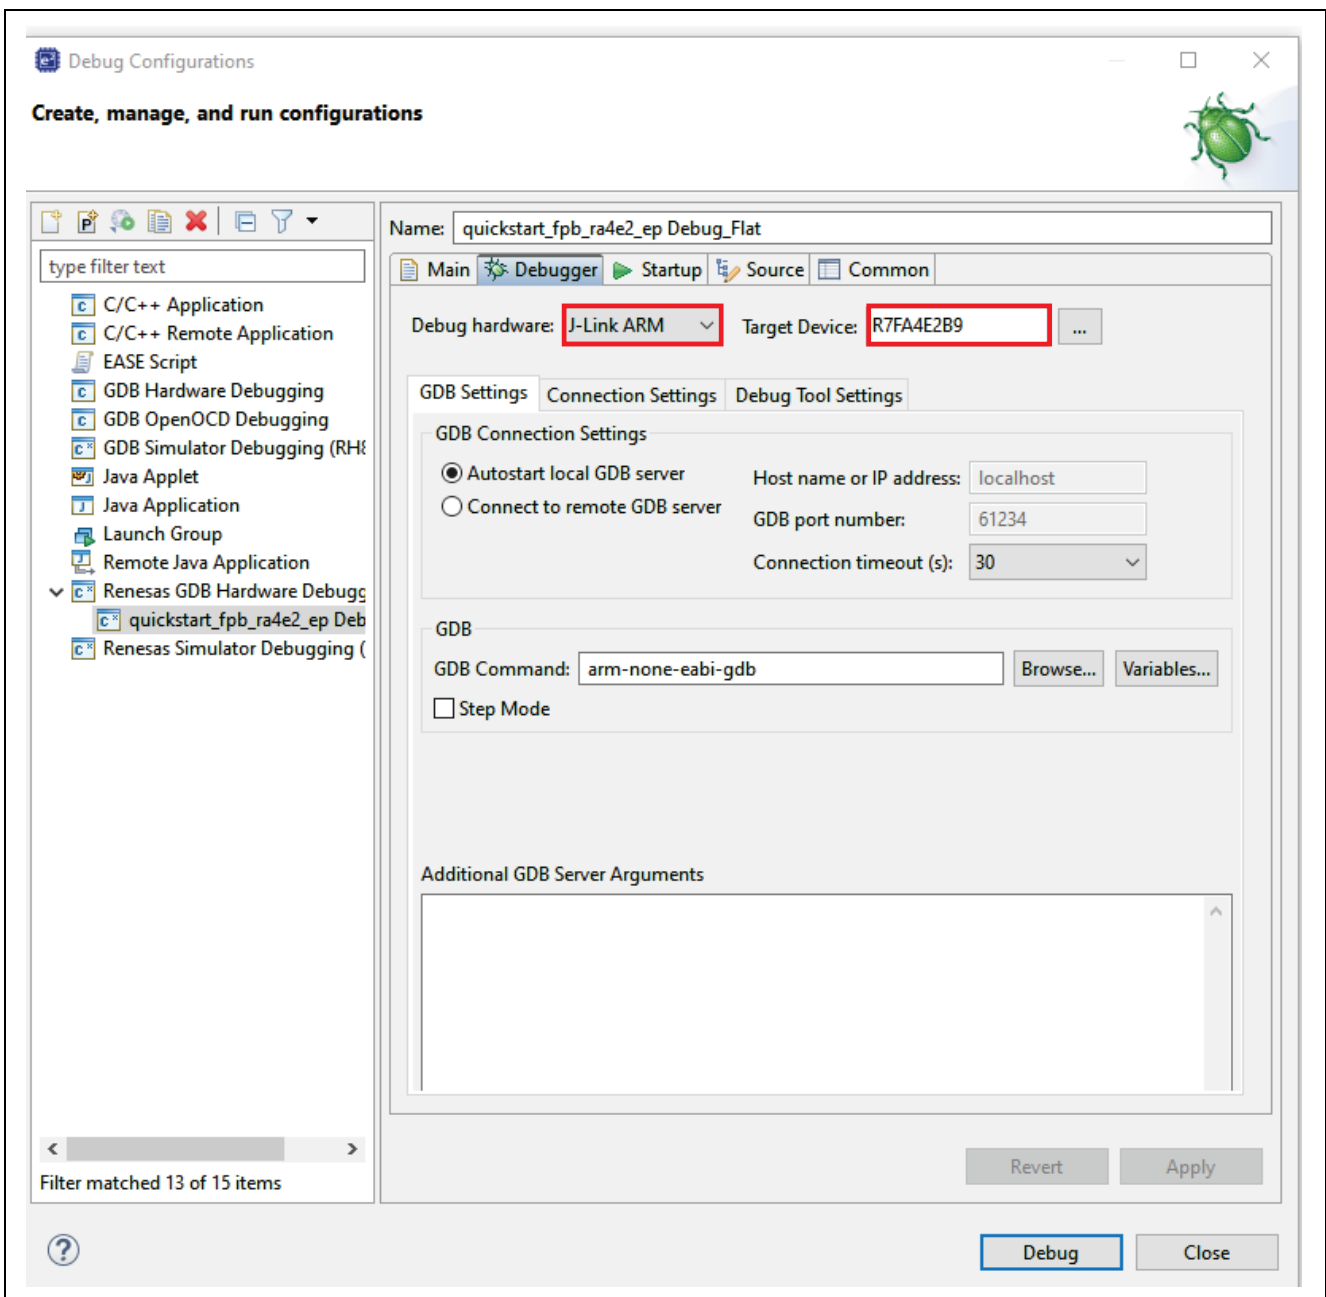 Debug Configurations
Create, manage, and run configurations
type filter text
C/C++ Application
C/C++ Remote Application
EASE Script
GDB Hardware Debugging
GDB OpenOCD Debugging
GDB Simulator Debugging (RH8
Java Applet
Java Application
Launch Group
Remote Java Application
Renesas GDB Hardware Debugg
quickstart_fpb_ra4e2_ep Deb
Renesas Simulator Debugging (
Filter matched 13 of 15 items
Name: quickstart_fpb_ra4e2_ep Debug_Flat
Main Debugger Startup Source Common
Debug hardware: J-Link ARM Target Device: R7FA4E2B9 ...
GDB Settings Connection Settings Debug Tool Settings
GDB Connection Settings
Autostart local GDB server
Connect to remote GDB server
Host name or IP address: localhost
GDB port number: 61234
Connection timeout (s): 30
GDB
GDB Command: arm-none-eabi-gdb Browse... Variables...
Step Mode
Additional GDB Server Arguments
Revert Apply
? Debug Close